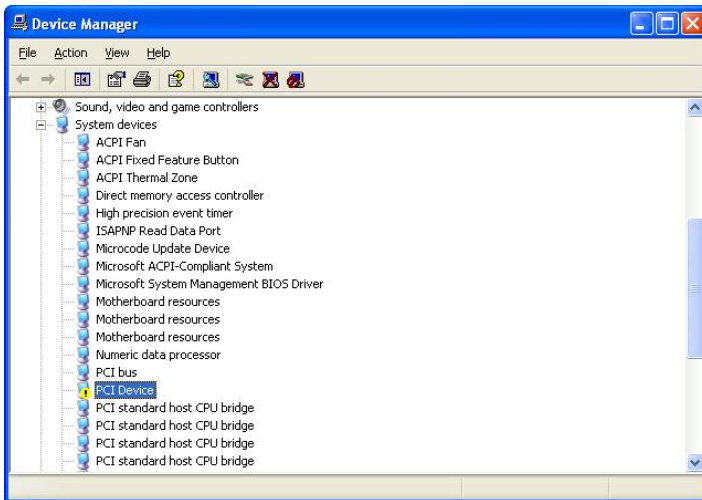 Device Manager
File Action View Help
Sound, video and game controllers
System devices
ACPI Fan
ACPI Fixed Feature Button
ACPI Thermal Zone
Direct memory access controller
High precision event timer
ISAPNP Read Data Port
Microcode Update Device
Microsoft ACPI-Compliant System
Microsoft System Management BIOS Driver
Motherboard resources
Motherboard resources
Motherboard resources
Numeric data processor
PCI bus
PCI Device
PCI standard host CPU bridge
PCI standard host CPU bridge
PCI standard host CPU bridge
PCI standard host CPU bridge